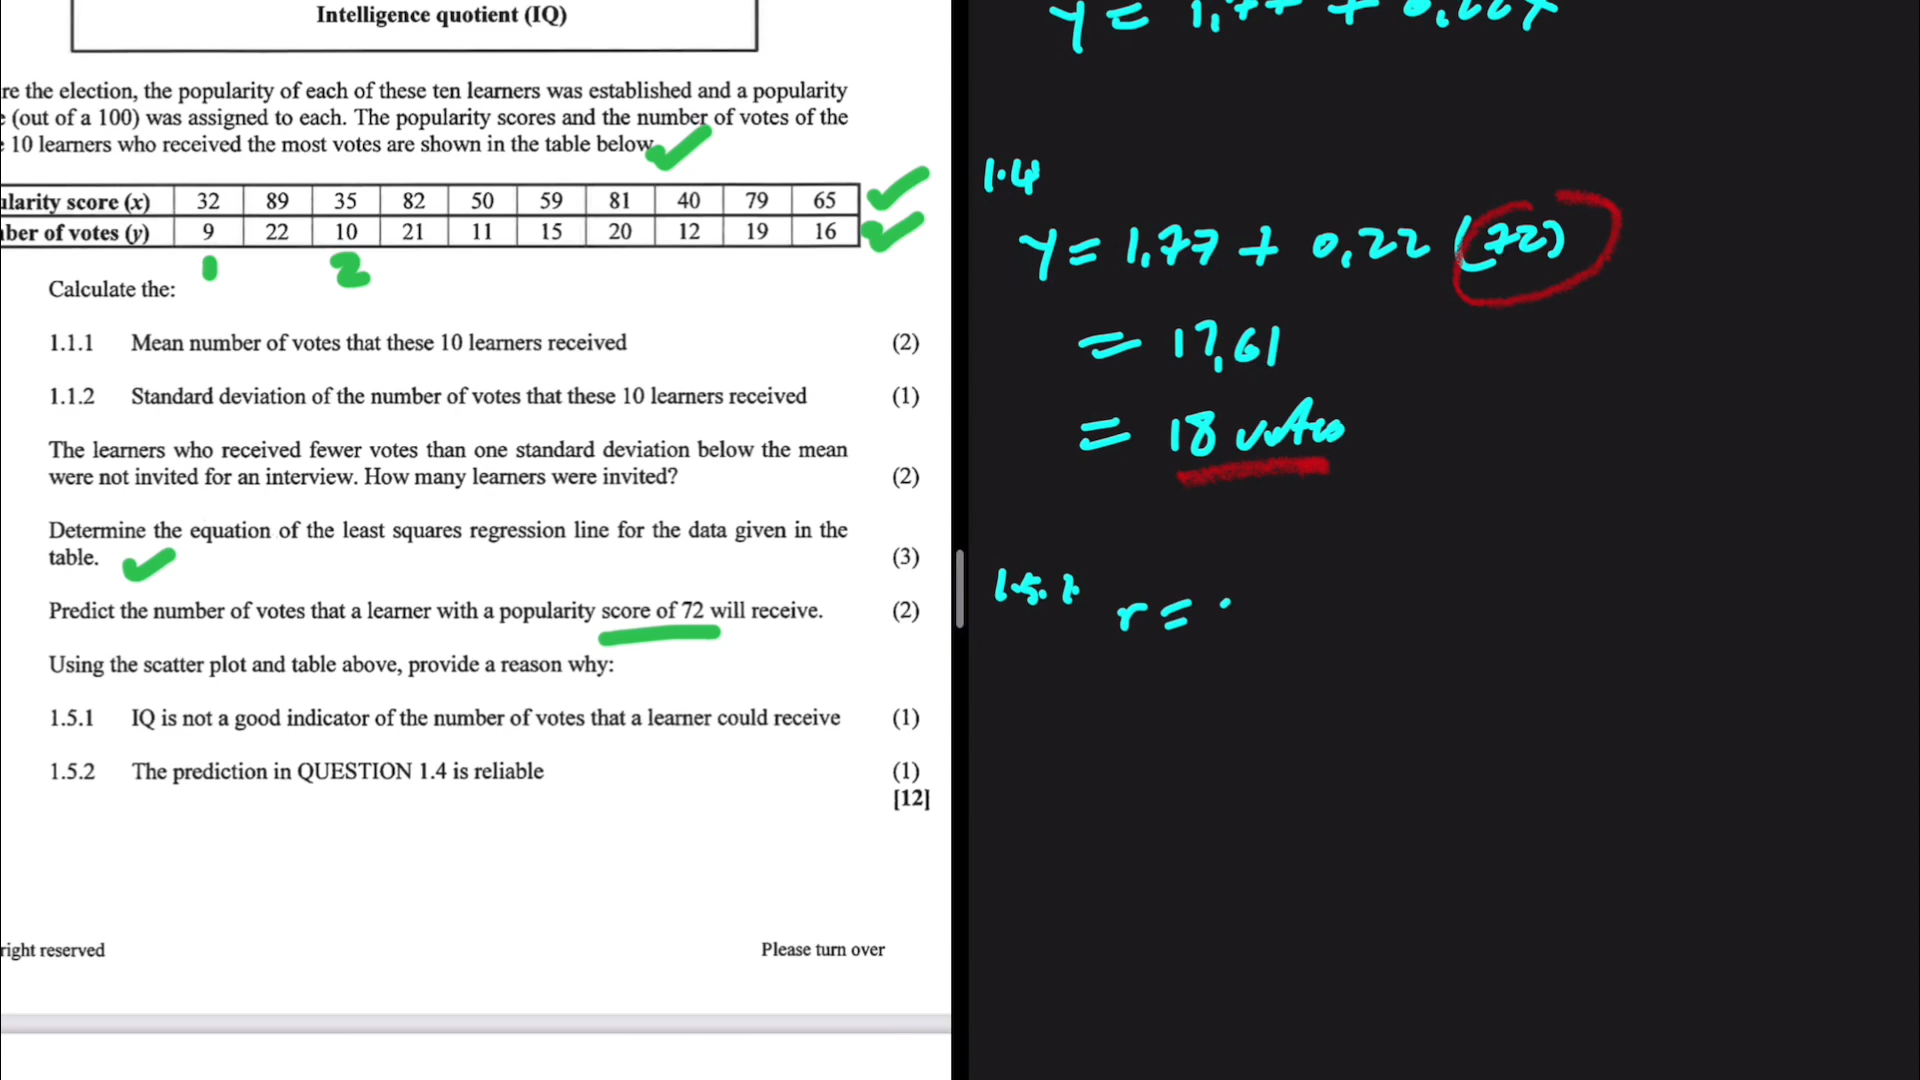 Intelligence quotient (IQ)
re the election, the popularity of each of these ten learners was established and a popularity
(out of a 100) was assigned to each. The popularity scores and the number of votes of the
10 learners who received the most votes are shown in the table below
ularity score (x) 32 89 35 82 50 59 81 40 79 65
ber of votes (y) 9 22 10 21 11 15 20 12 19 16
1 2
Calculate the:
1.1.1 Mean number of votes that these 10 learners received (2)
1.1.2 Standard deviation of the number of votes that these 10 learners received (1)
The learners who received fewer votes than one standard deviation below the mean
were not invited for an interview. How many learners were invited? (2)
Determine the equation of the least squares regression line for the data given in the
table. (3)
Predict the number of votes that a learner with a popularity score of 72 will receive. (2)
Using the scatter plot and table above, provide a reason why:
1.5.1 IQ is not a good indicator of the number of votes that a learner could receive (1)
1.5.2 The prediction in QUESTION 1.4 is reliable (1)
[12]
right reserved
Please turn over
y = 1,77 + 0,22x
1.4
y = 1,77 + 0,22 (72)
= 17,61
= 18 votes
1.5.
r = .